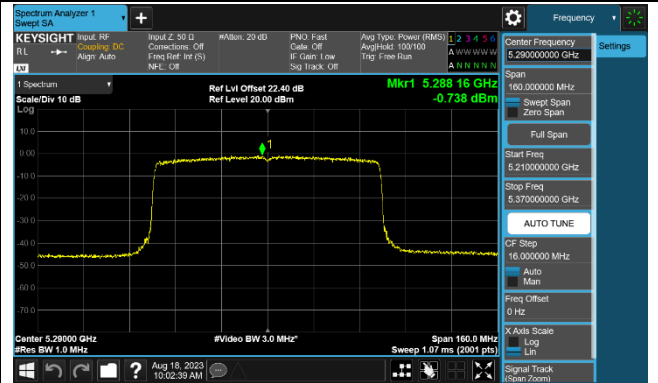 Spectrum Analyzer 1
Swept SA
Frequency
KEYSIGHT
RL
LXI
Input: RF
Coupling: DC
Align: Auto
Input Z: 50 Ω
Corrections: Off
Freq Ref: Int (S)
NFE: Off
#Atten: 20 dB
PNO: Fast
Gate: Off
IF Gain: Low
Sig Track: Off
Avg Type: Power (RMS)
Avg|Hold: 100/100
Trig: Free Run
1 2 3 4 5 6
A W W W W W
A N N N N N
Center Frequency
5.290000000 GHz
Settings
Span
160.000000 MHz
Swept Span
Zero Span
Full Span
Start Freq
5.210000000 GHz
Stop Freq
5.370000000 GHz
AUTO TUNE
CF Step
16.000000 MHz
Auto
Man
Freq Offset
0 Hz
X Axis Scale
Log
Lin
Signal Track
(Span Zoom)
1 Spectrum
Scale/Div 10 dB
Log
Ref Lvl Offset 22.40 dB
Ref Level 20.00 dBm
Mkr1 5.288 16 GHz
-0.738 dBm
1
10.0
0.00
-10.0
-20.0
-30.0
-40.0
-50.0
-60.0
-70.0
Center 5.29000 GHz
#Res BW 1.0 MHz
#Video BW 3.0 MHz*
Span 160.0 MHz
Sweep 1.07 ms (2001 pts)
?
Aug 18, 2023
10:02:39 AM